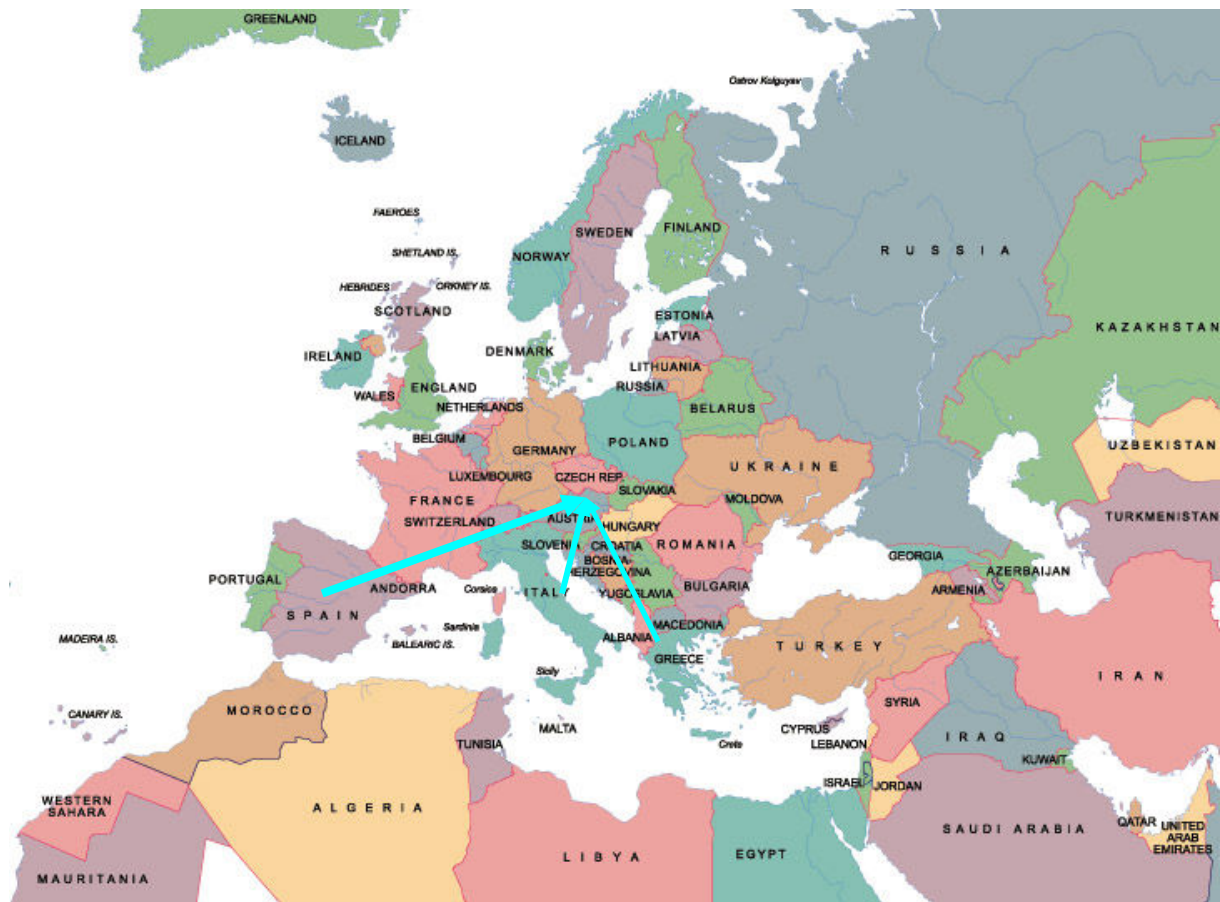 GREENLAND
Ostrov Kolguyav
ICELAND
FAEROES
SWEDEN
FINLAND
RUSSIA
SHETLAND IS.
NORWAY
HEBRIDES
ORKNEY IS.
SCOTLAND
ESTONIA
KAZAKHSTAN
LATVIA
IRELAND
DENMARK
LITHUANIA
ENGLAND
RUSSIA
WALES
NETHERLANDS
BELARUS
BELGIUM
POLAND
UZBEKISTAN
GERMANY
UKRAINE
LUXEMBOURG
CZECH REP.
SLOVAKIA
FRANCE
MOLDOVA
SWITZERLAND
AUSTRI
HUNGARY
TURKMENISTAN
SLOVENIA
CROATIA
ROMANIA
GEORGIA
BOSNIA-
HERZEGOVINA
AZERBAIJAN
PORTUGAL
ANDORRA
Corsica
ITALY
YUGOSLAVIA
BULGARIA
ARMENIA
SPAIN
Sardinia
MACEDONIA
MADEIRA IS.
BALEARIC IS.
ALBANIA
TURKEY
GREECE
Sicily
IRAN
SYRIA
MOROCCO
CANARY IS.
MALTA
CYPRUS
TUNISIA
Crete
LEBANON
IRAQ
KUWAIT
ISRAEL
JORDAN
WESTERN
SAHARA
ALGERIA
QATAR
UNITED
ARAB
EMIRATES
SAUDI ARABIA
LIBYA
EGYPT
MAURITANIA